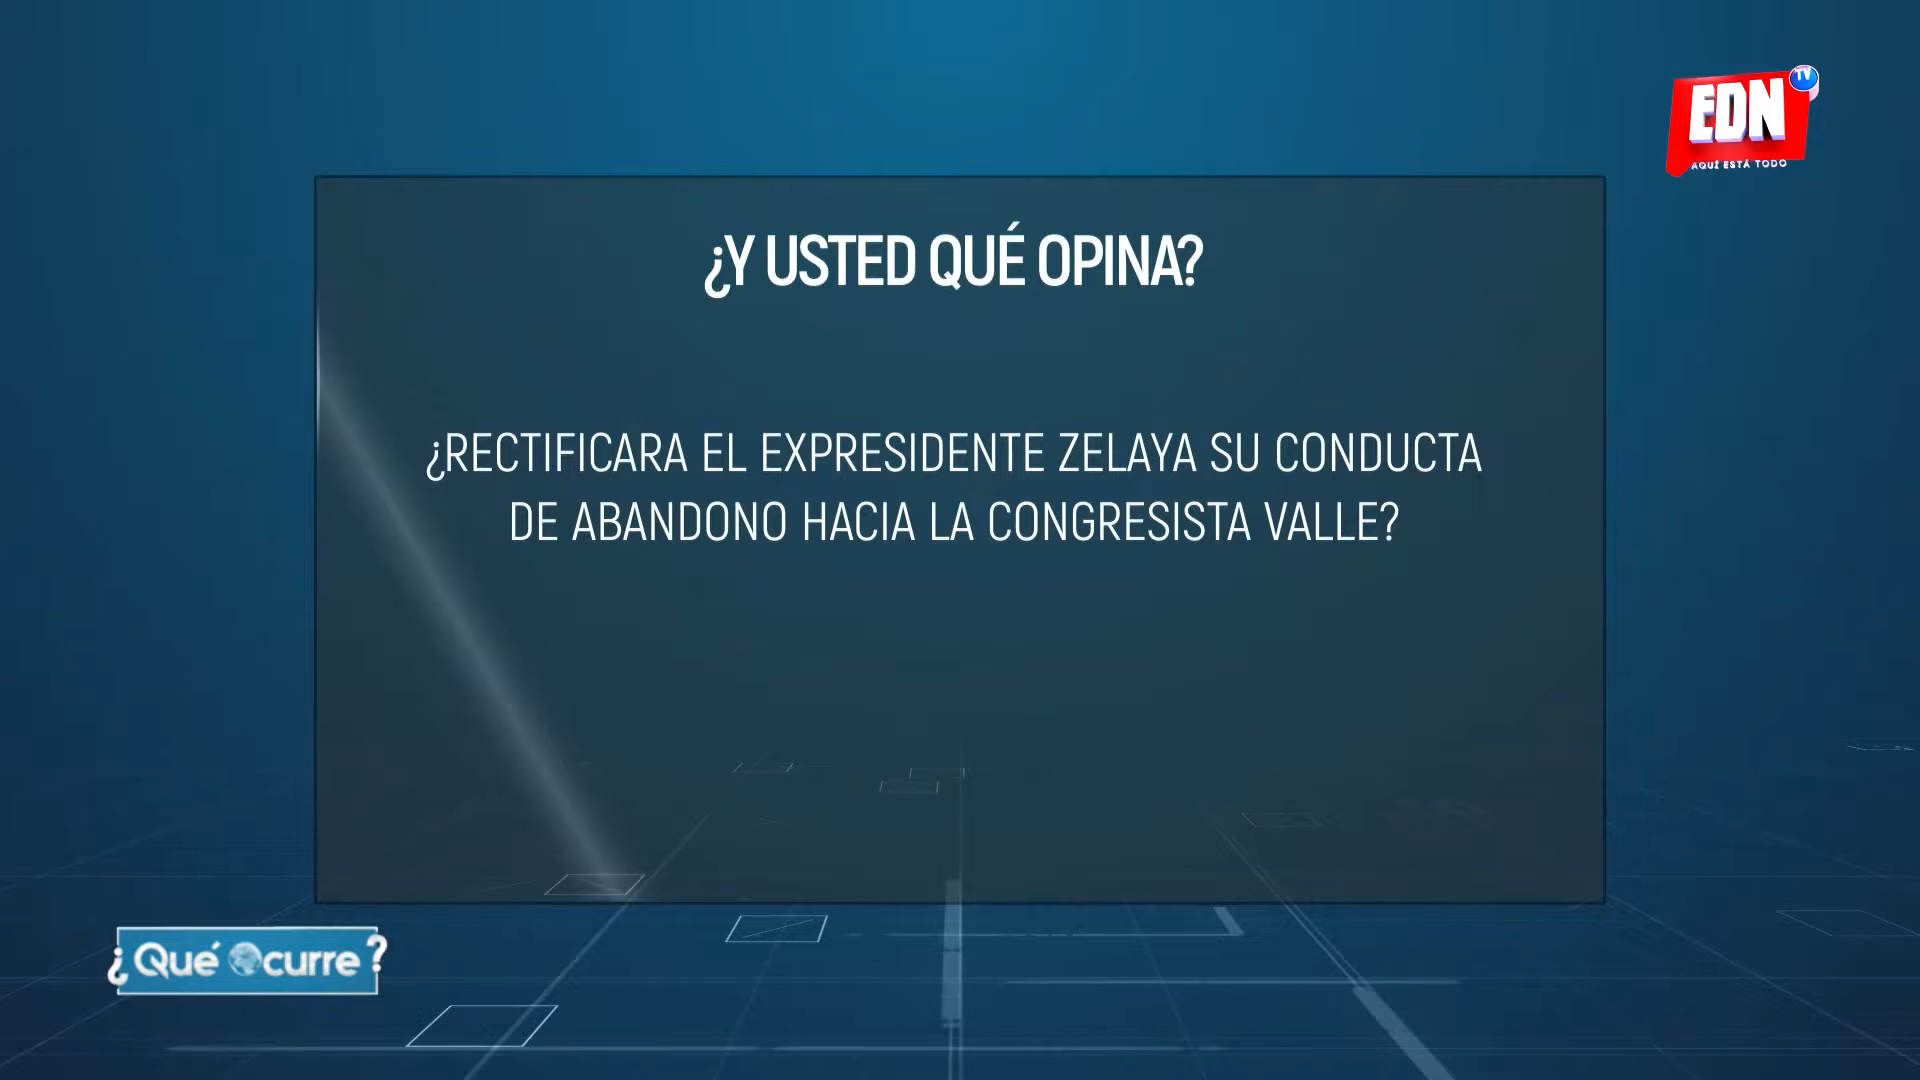 EDN TV
AQUÍ ESTÁ TODO
¿Y USTED QUÉ OPINA?
¿RECTIFICARA EL EXPRESIDENTE ZELAYA SU CONDUCTA
DE ABANDONO HACIA LA CONGRESISTA VALLE?
¿Qué Ocurre?